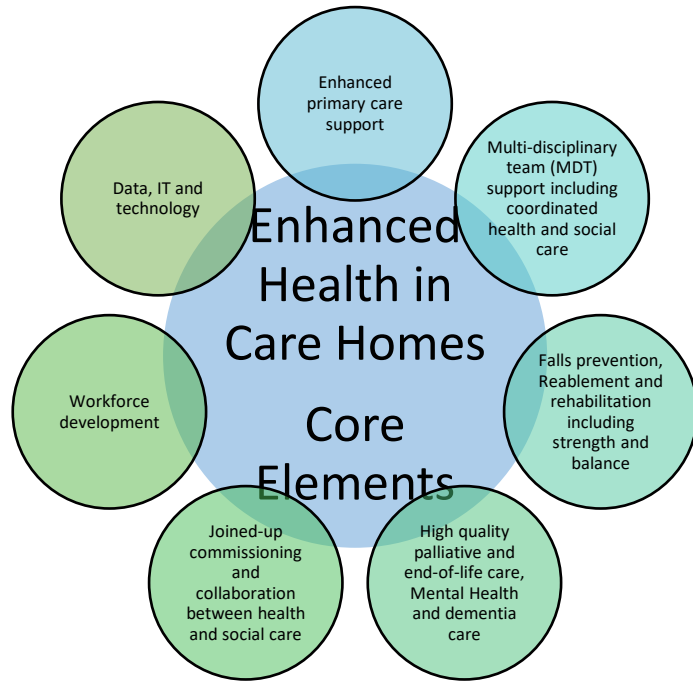 Enhanced
primary care
support
Multi-disciplinary
team (MDT)
support including
coordinated
health and social
care
Falls prevention,
Reablement and
rehabilitation
including
strength and
balance
High quality
palliative and
end-of-life care,
Mental Health
and dementia
care
Joined-up
commissioning
and
collaboration
between health
and social care
Workforce
development
Data, IT and
technology
Enhanced
Health in
Care Homes
Core
Elements